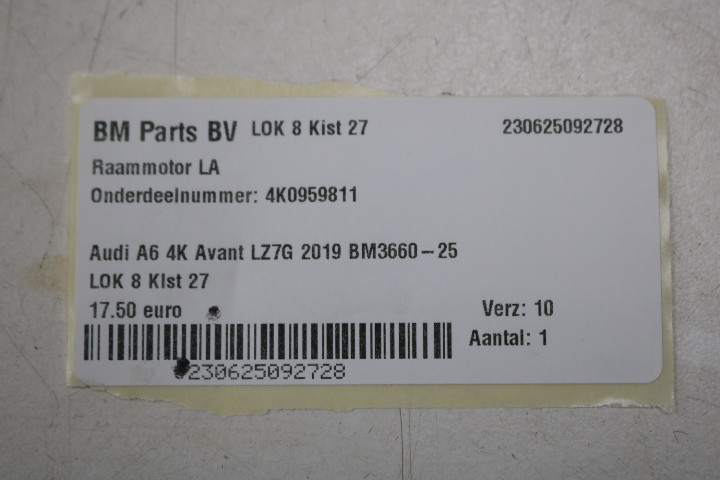 BM Parts BV LOK 8 Kist 27 230625092728
Raammotor LA
Onderdeelnummer: 4K0959811
Audi A6 4K Avant LZ7G 2019 BM3660-25
LOK 8 KIst 27
17.50 euro Verz: 10
Aantal: 1
230625092728